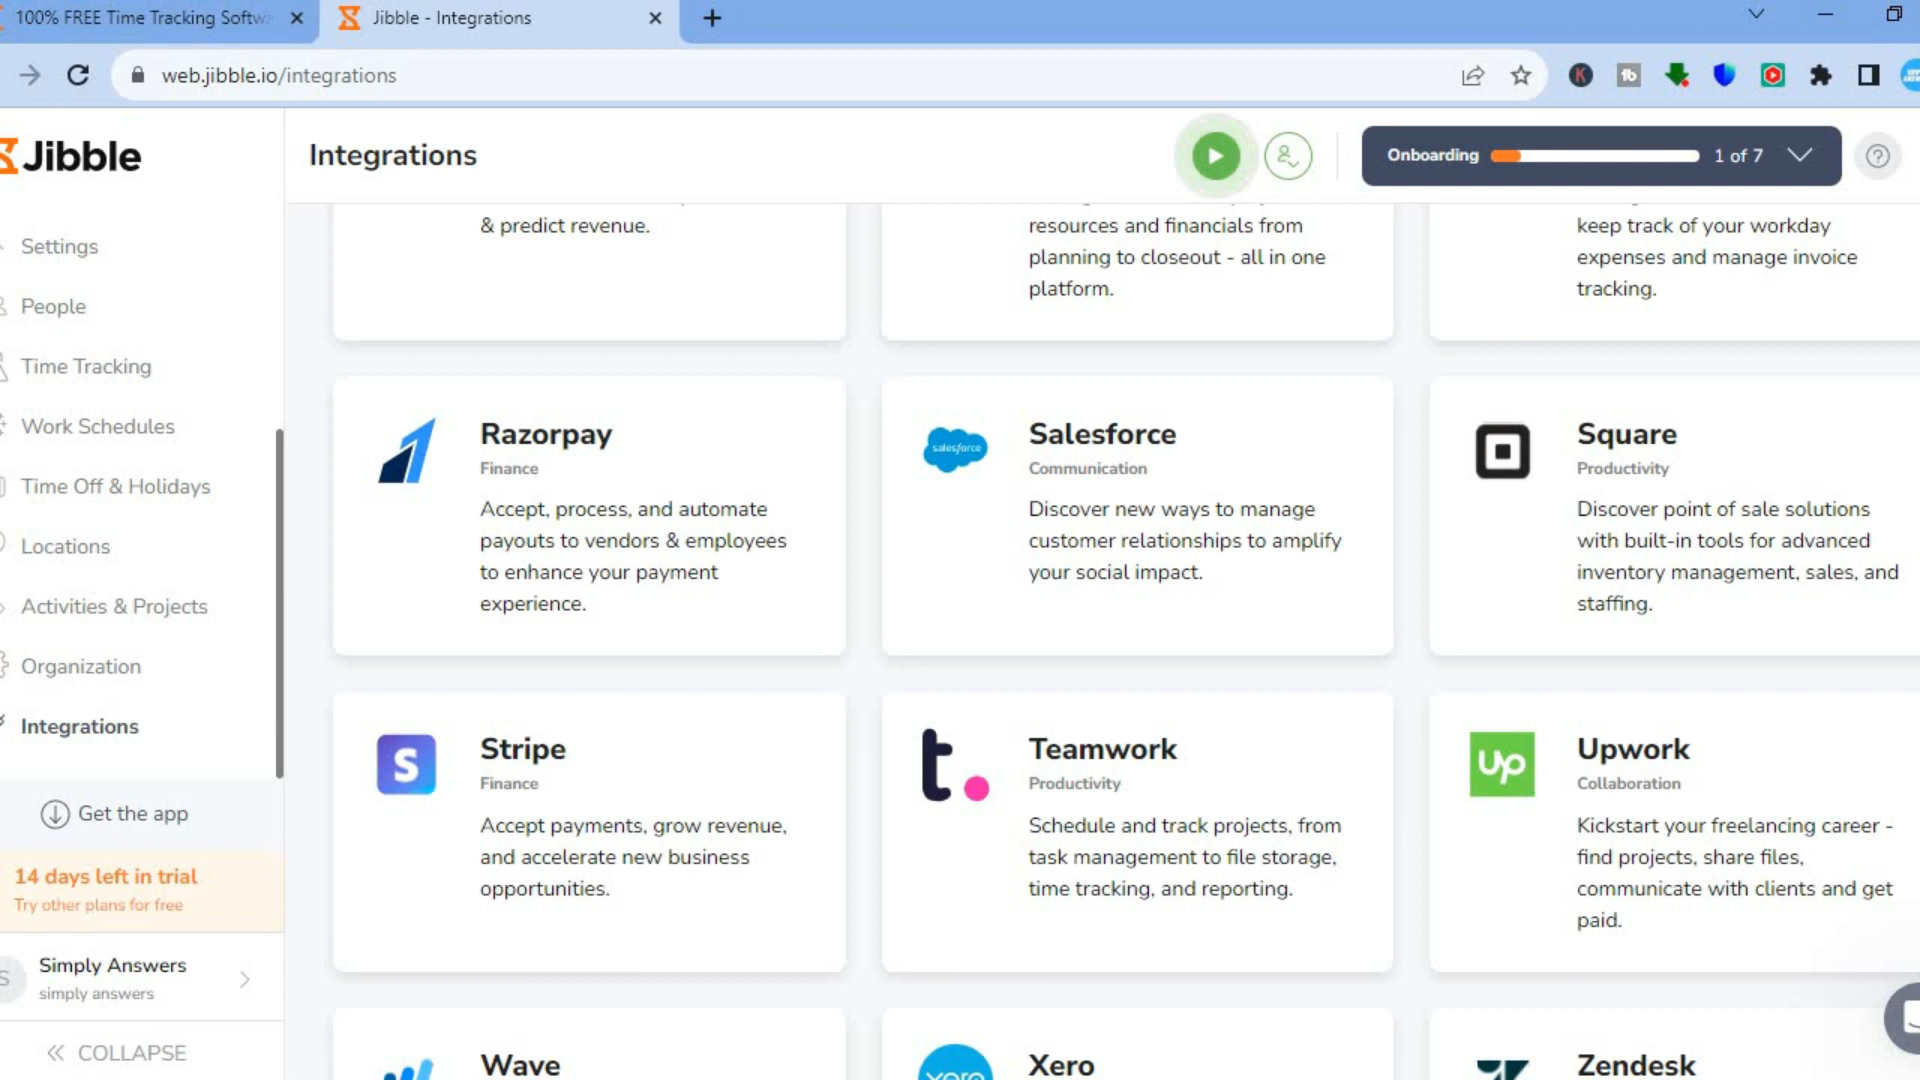 100% FREE Time Tracking Softw
Jibble - Integrations
web.jibble.io/integrations
Jibble
Integrations
Onboarding
1 of 7
Settings
People
Time Tracking
Work Schedules
Time Off & Holidays
Locations
Activities & Projects
Organization
Integrations
Get the app
14 days left in trial
Try other plans for free
S
Simply Answers
simply answers
COLLAPSE
& predict revenue.
resources and financials from
planning to closeout - all in one
platform.
keep track of your workday
expenses and manage invoice
tracking.
Razorpay
Finance
Accept, process, and automate
payouts to vendors & employees
to enhance your payment
experience.
salesforce
Salesforce
Communication
Discover new ways to manage
customer relationships to amplify
your social impact.
Square
Productivity
Discover point of sale solutions
with built-in tools for advanced
inventory management, sales, and
staffing.
S
Stripe
Finance
Accept payments, grow revenue,
and accelerate new business
opportunities.
t.
Teamwork
Productivity
Schedule and track projects, from
task management to file storage,
time tracking, and reporting.
Up
Upwork
Collaboration
Kickstart your freelancing career -
find projects, share files,
communicate with clients and get
paid.
Wave
xero
Xero
Zendesk